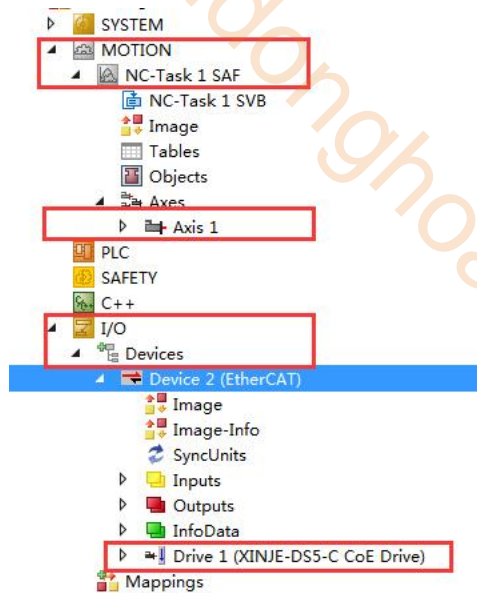 SYSTEM
MOTION
NC-Task 1 SAF
NC-Task 1 SVB
Image
Tables
Objects
Axes
Axis 1
PLC
SAFETY
C++
I/O
Devices
Device 2 (EtherCAT)
Image
Image-Info
SyncUnits
Inputs
Outputs
InfoData
Drive 1 (XINJE-DS5-C CoE Drive)
Mappings